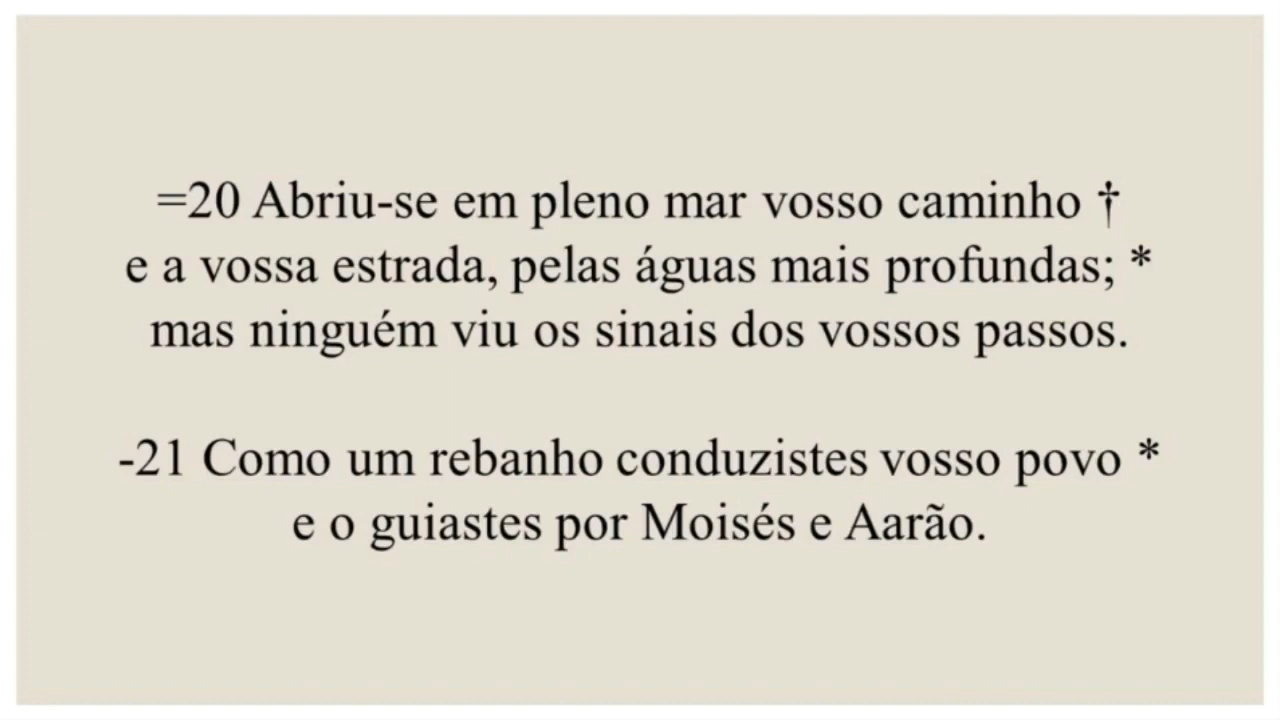 =20 Abriu-se em pleno mar vosso caminho †
e a vossa estrada, pelas águas mais profundas; *
mas ninguém viu os sinais dos vossos passos.
-21 Como um rebanho conduzistes vosso povo *
e o guiastes por Moisés e Aarão.